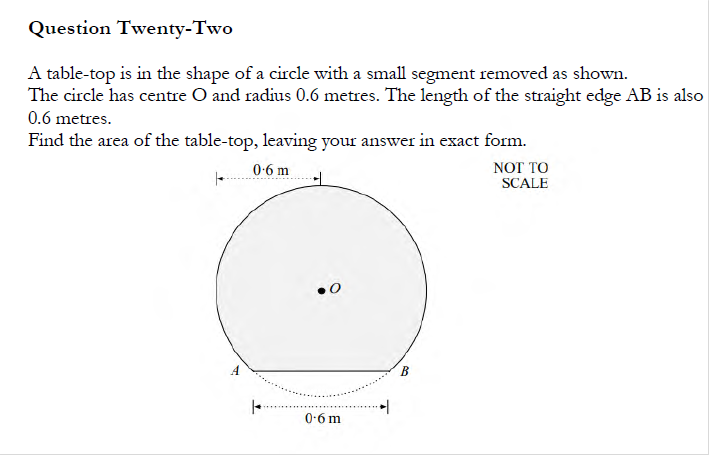 Question Twenty-Two
A table-top is in the shape of a circle with a small segment removed as shown.
The circle has centre O and radius 0.6 metres. The length of the straight edge AB is also
0.6 metres.
Find the area of the table-top, leaving your answer in exact form.
0·6 m
NOT TO
SCALE
O
A
B
0·6 m